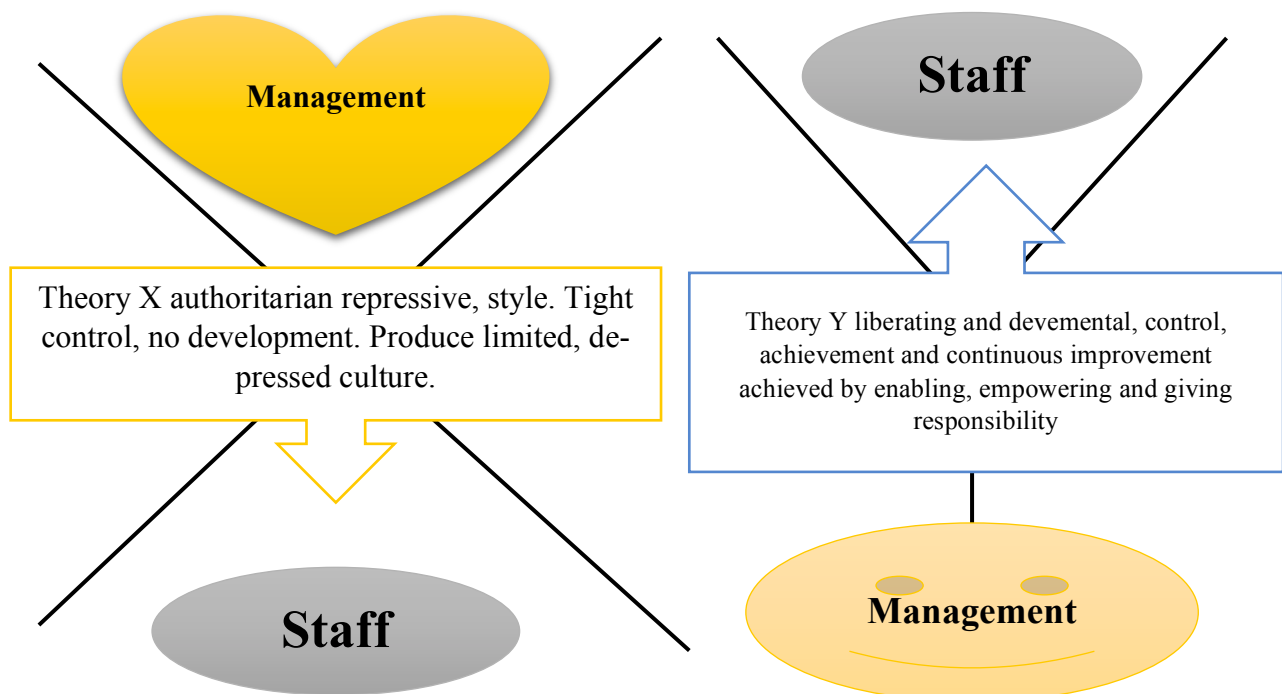 Management
Theory X authoritarian repressive, style. Tight
control, no development. Produce limited, de-
pressed culture.
Staff
Staff
Theory Y liberating and devemental, control,
achievement and continuous improvement
achieved by enabling, empowering and giving
responsibility
Management